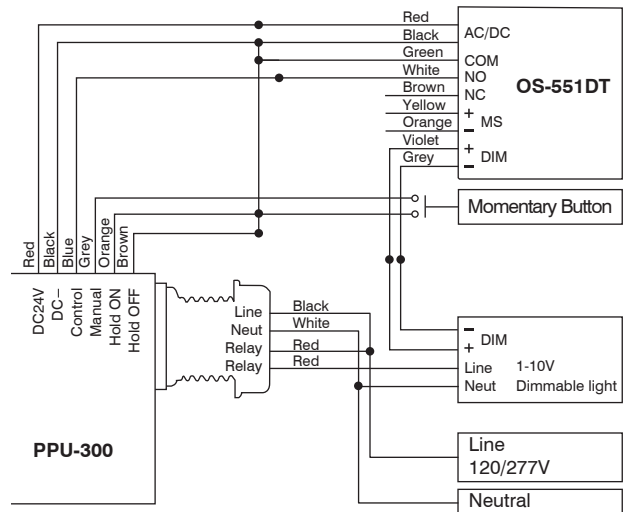 Red
Black
Green
White
Brown
Yellow
Orange
Violet
Grey
AC/DC
COM
NO
NC
+
− MS
+
− DIM
OS-551DT
Momentary Button
Red
Black
Blue
Grey
Orange
Brown
DC24V
DC−
Control
Manual
Hold ON
Hold OFF
PPU-300
Line
Neut
Relay
Relay
Black
White
Red
Red
−
+ DIM
Line 1-10V
Neut Dimmable light
Line
120/277V
Neutral